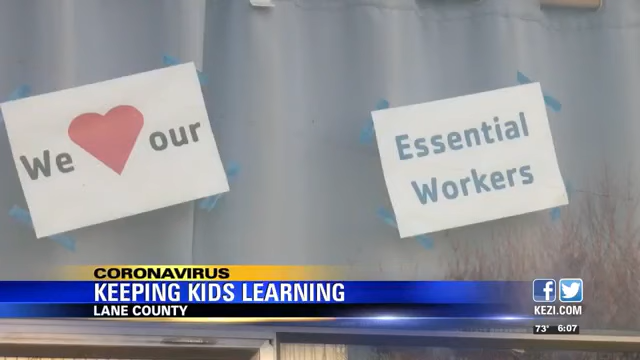 We ❤ our
Essential
Workers
CORONAVIRUS
KEEPING KIDS LEARNING
LANE COUNTY
KEZI.COM
73° 6:07